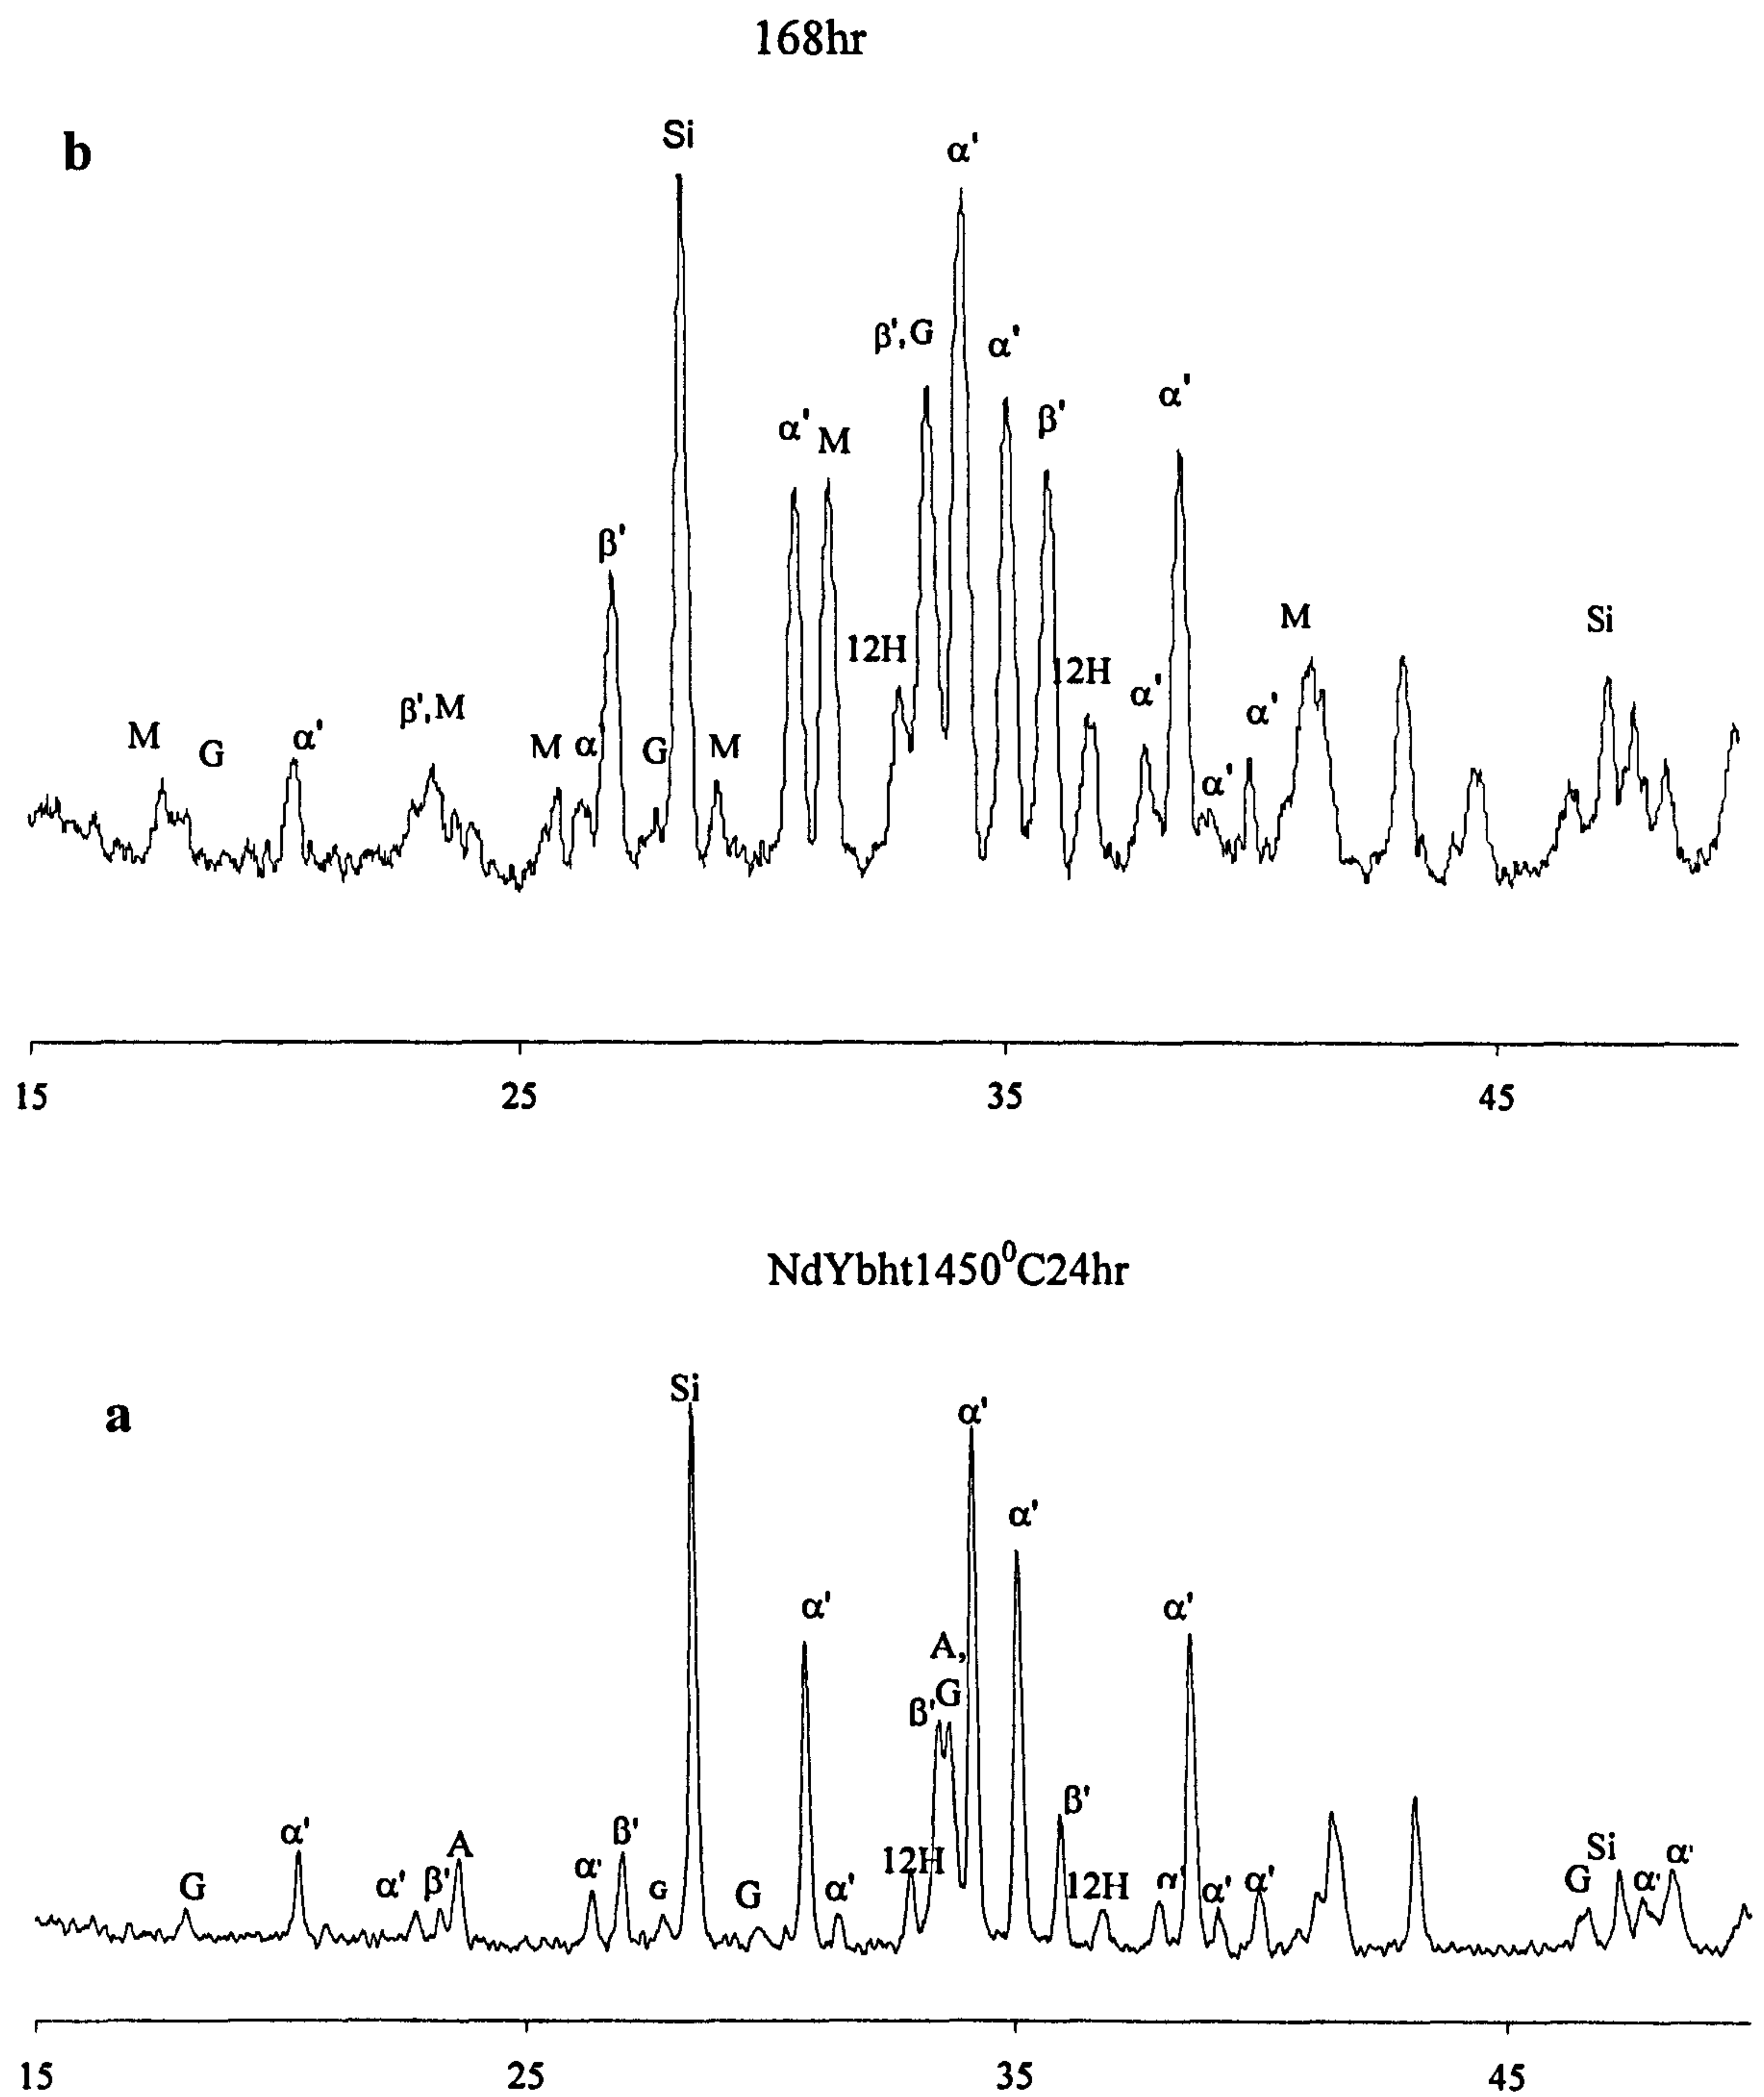 168hr
b
Si
α'
β',G
α'
α'
β'
α' M
β'
M
Si
12H
12H
α'
α'
β',M
M
G
α'
M α
G
M
α'
15 25 35 45
NdYbht1450⁰C24hr
Si
a
α'
α'
α'
α'
A,
β'G
β'
α'
α'
β'
A
12H
Si
α'
G
α'
β'
α'
G
G
α'
12H
α'
α'
α'
G
α'
15 25 35 45